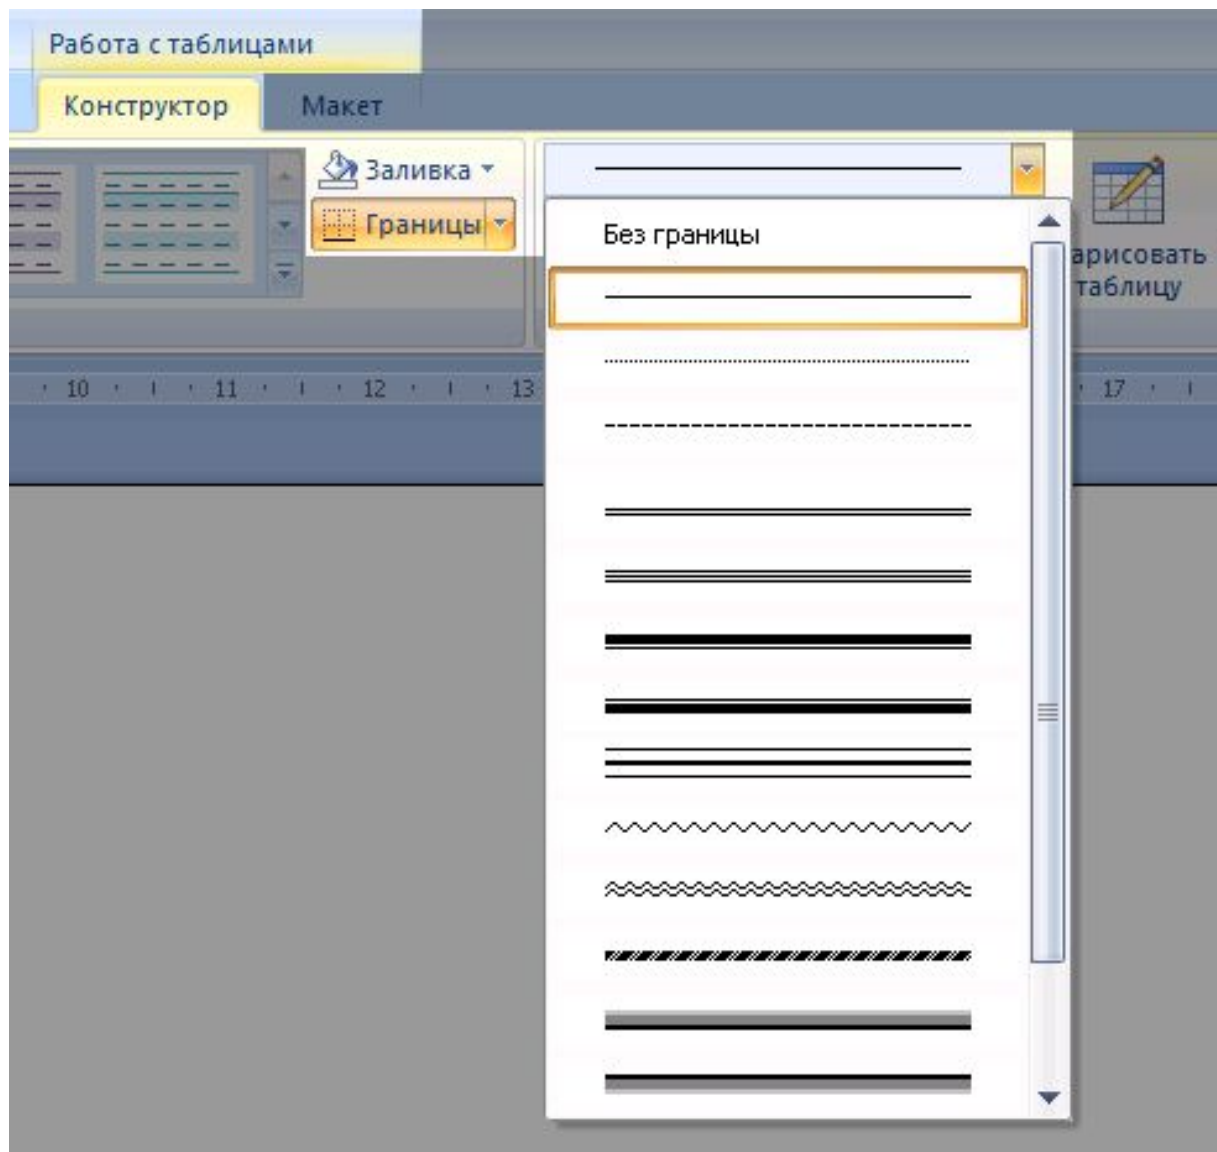 Работа с таблицами
Конструктор Макет
Заливка
Границы
Без границы
арисовать
таблицу
10 11 12 13 17